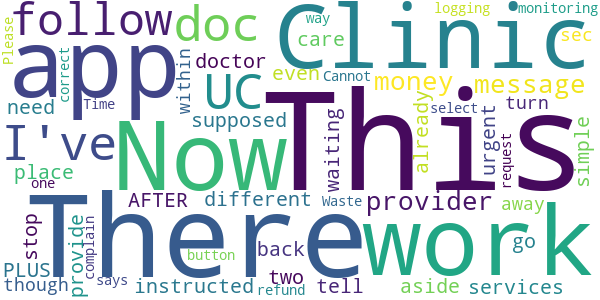 follow
doc
Clinic
way
logging
monitoring
Please
app
correct
doctor
within
care
sec
even
Cannot
money
message
Time
UC
need
supposed
waiting
already
urgent
select
turn
simple
I've
Now
This
request
place
one
AFTER
different
Waste
provider
away
stop
There
work
PLUS
provide
complain
back
tell
go
though
says
button
two
instructed
refund
aside
services